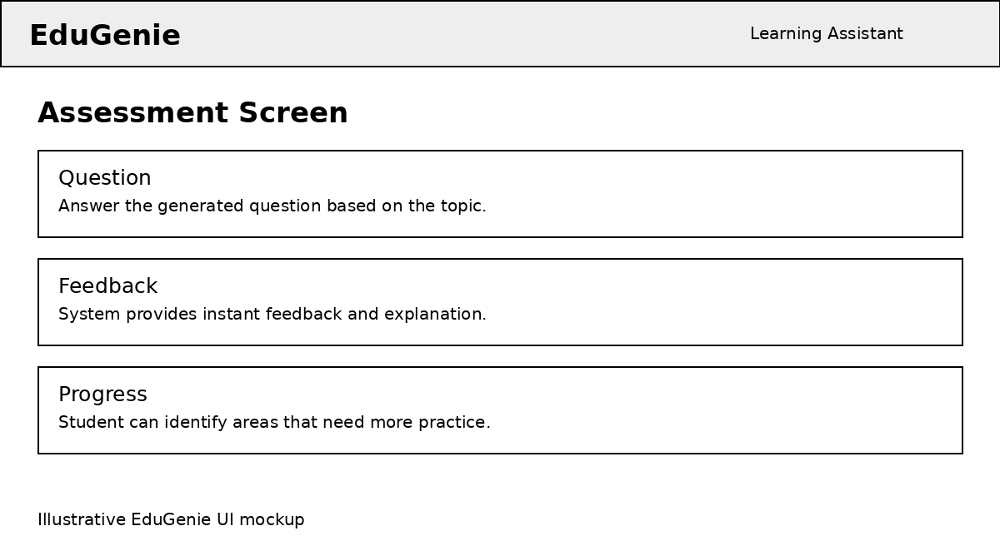 EduGenie
Learning Assistant
Assessment Screen
Question
Answer the generated question based on the topic.
Feedback
System provides instant feedback and explanation.
Progress
Student can identify areas that need more practice.
Illustrative EduGenie UI mockup